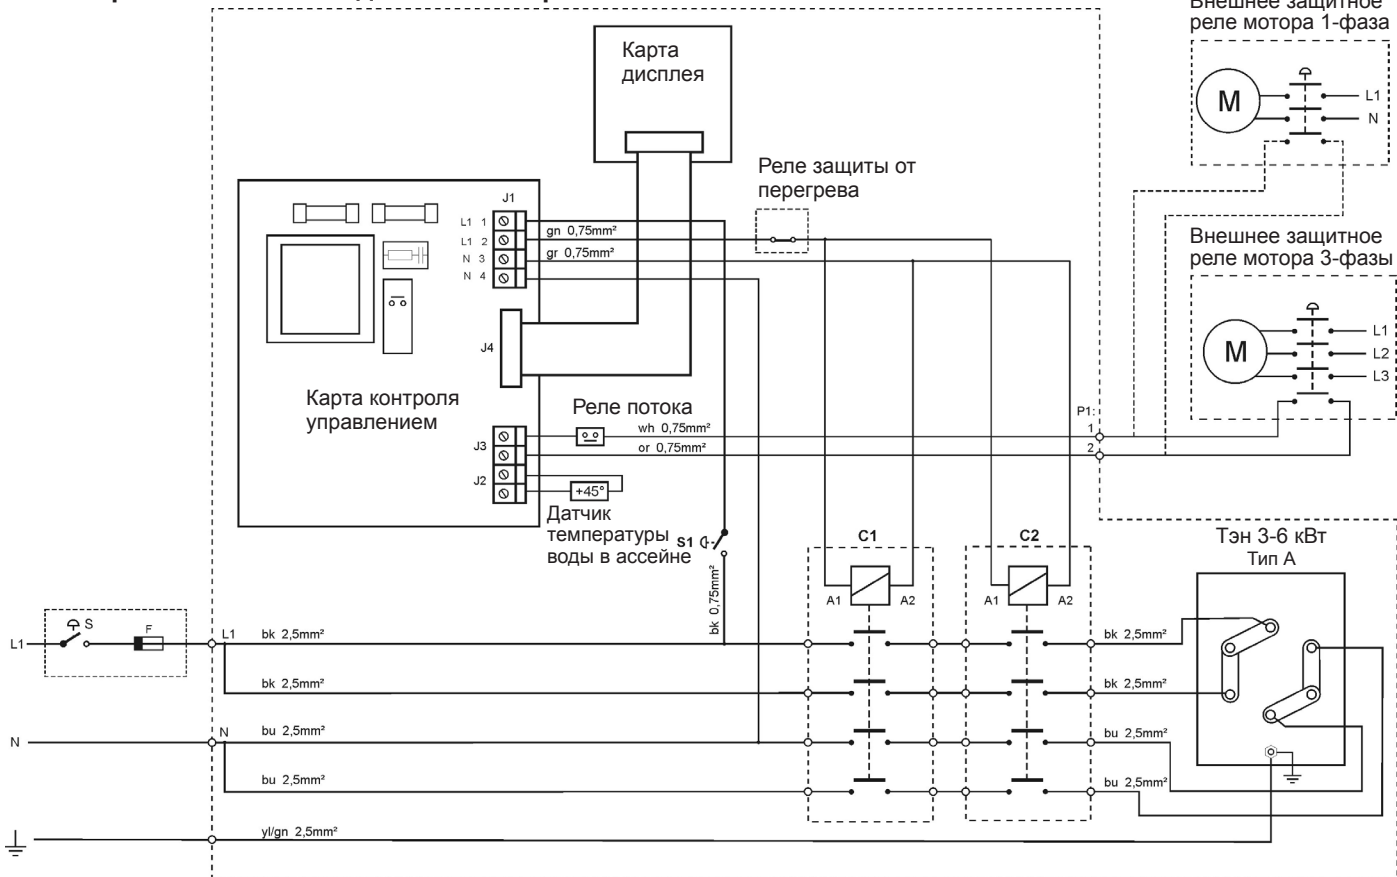 Внешнее защитное
реле мотора 1-фаза
M
L1
N
Карта
дисплея
Реле защиты от
перегрева
J1
L1 1
L1 2
N 3
N 4
gn 0,75mm²
gr 0,75mm²
J4
Внешнее защитное
реле мотора 3-фазы
M
L1
L2
L3
Карта контроля
управлением
Реле потока
wh 0,75mm²
or 0,75mm²
P1:
1
2
J3
J2
+45°
Датчик
температуры
воды в ассейне
S1
bk 0,75mm²
C1
A1 A2
C2
A1 A2
Тэн 3-6 кВт
Тип А
L1
S
F
L1
bk 2,5mm²
bk 2,5mm²
bk 2,5mm²
bk 2,5mm²
N
N
bu 2,5mm²
bu 2,5mm²
bu 2,5mm²
bu 2,5mm²
yl/gn 2,5mm²